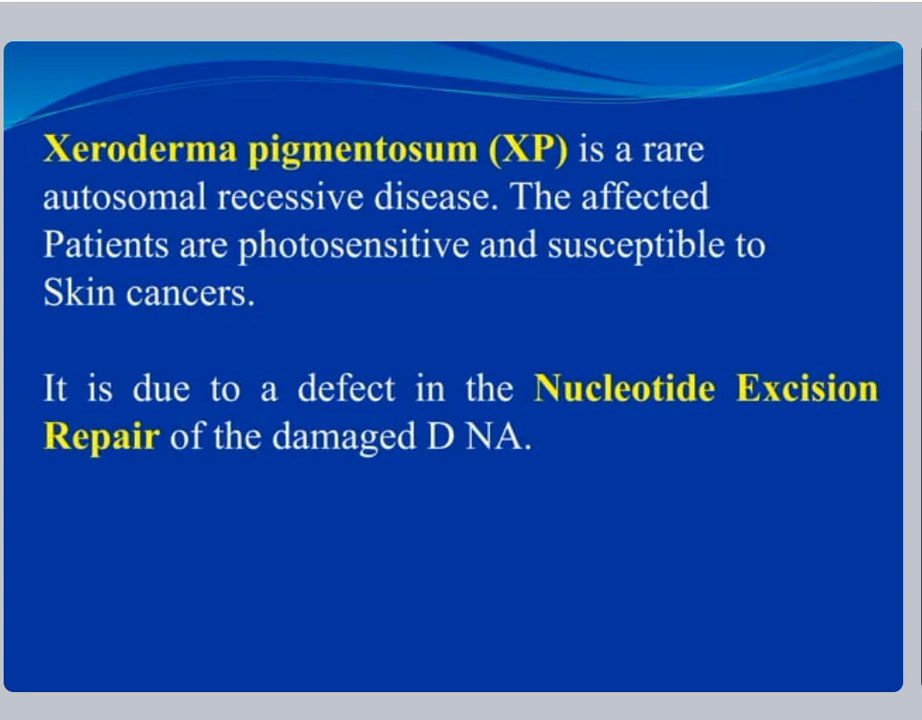 Xeroderma pigmentosum (XP) is a rare
autosomal recessive disease. The affected
Patients are photosensitive and susceptible to
Skin cancers.
It is due to a defect in the Nucleotide Excision
Repair of the damaged D NA.